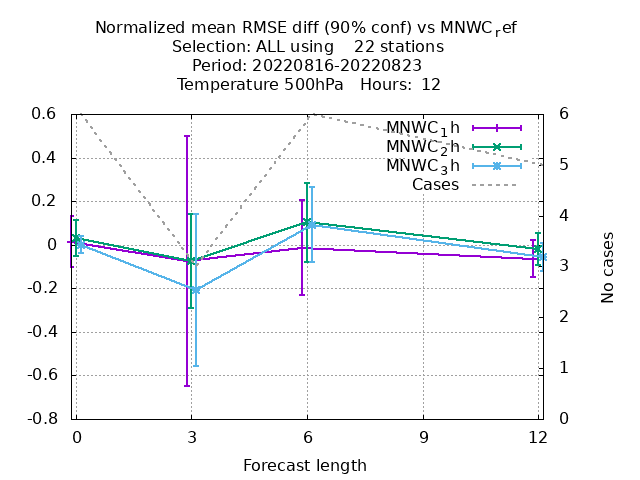 Normalized mean RMSE diff (90% conf) vs MNWC_ref
Selection: ALL using    22 stations
Period: 20220816-20220823
Temperature 500hPa   Hours:  12
MNWC_1h
MNWC_2h
MNWC_3h
Cases
0.6
0.4
0.2
0
-0.2
-0.4
-0.6
-0.8
6
5
4
3
2
1
0
No cases
0 3 6 9 12
Forecast length